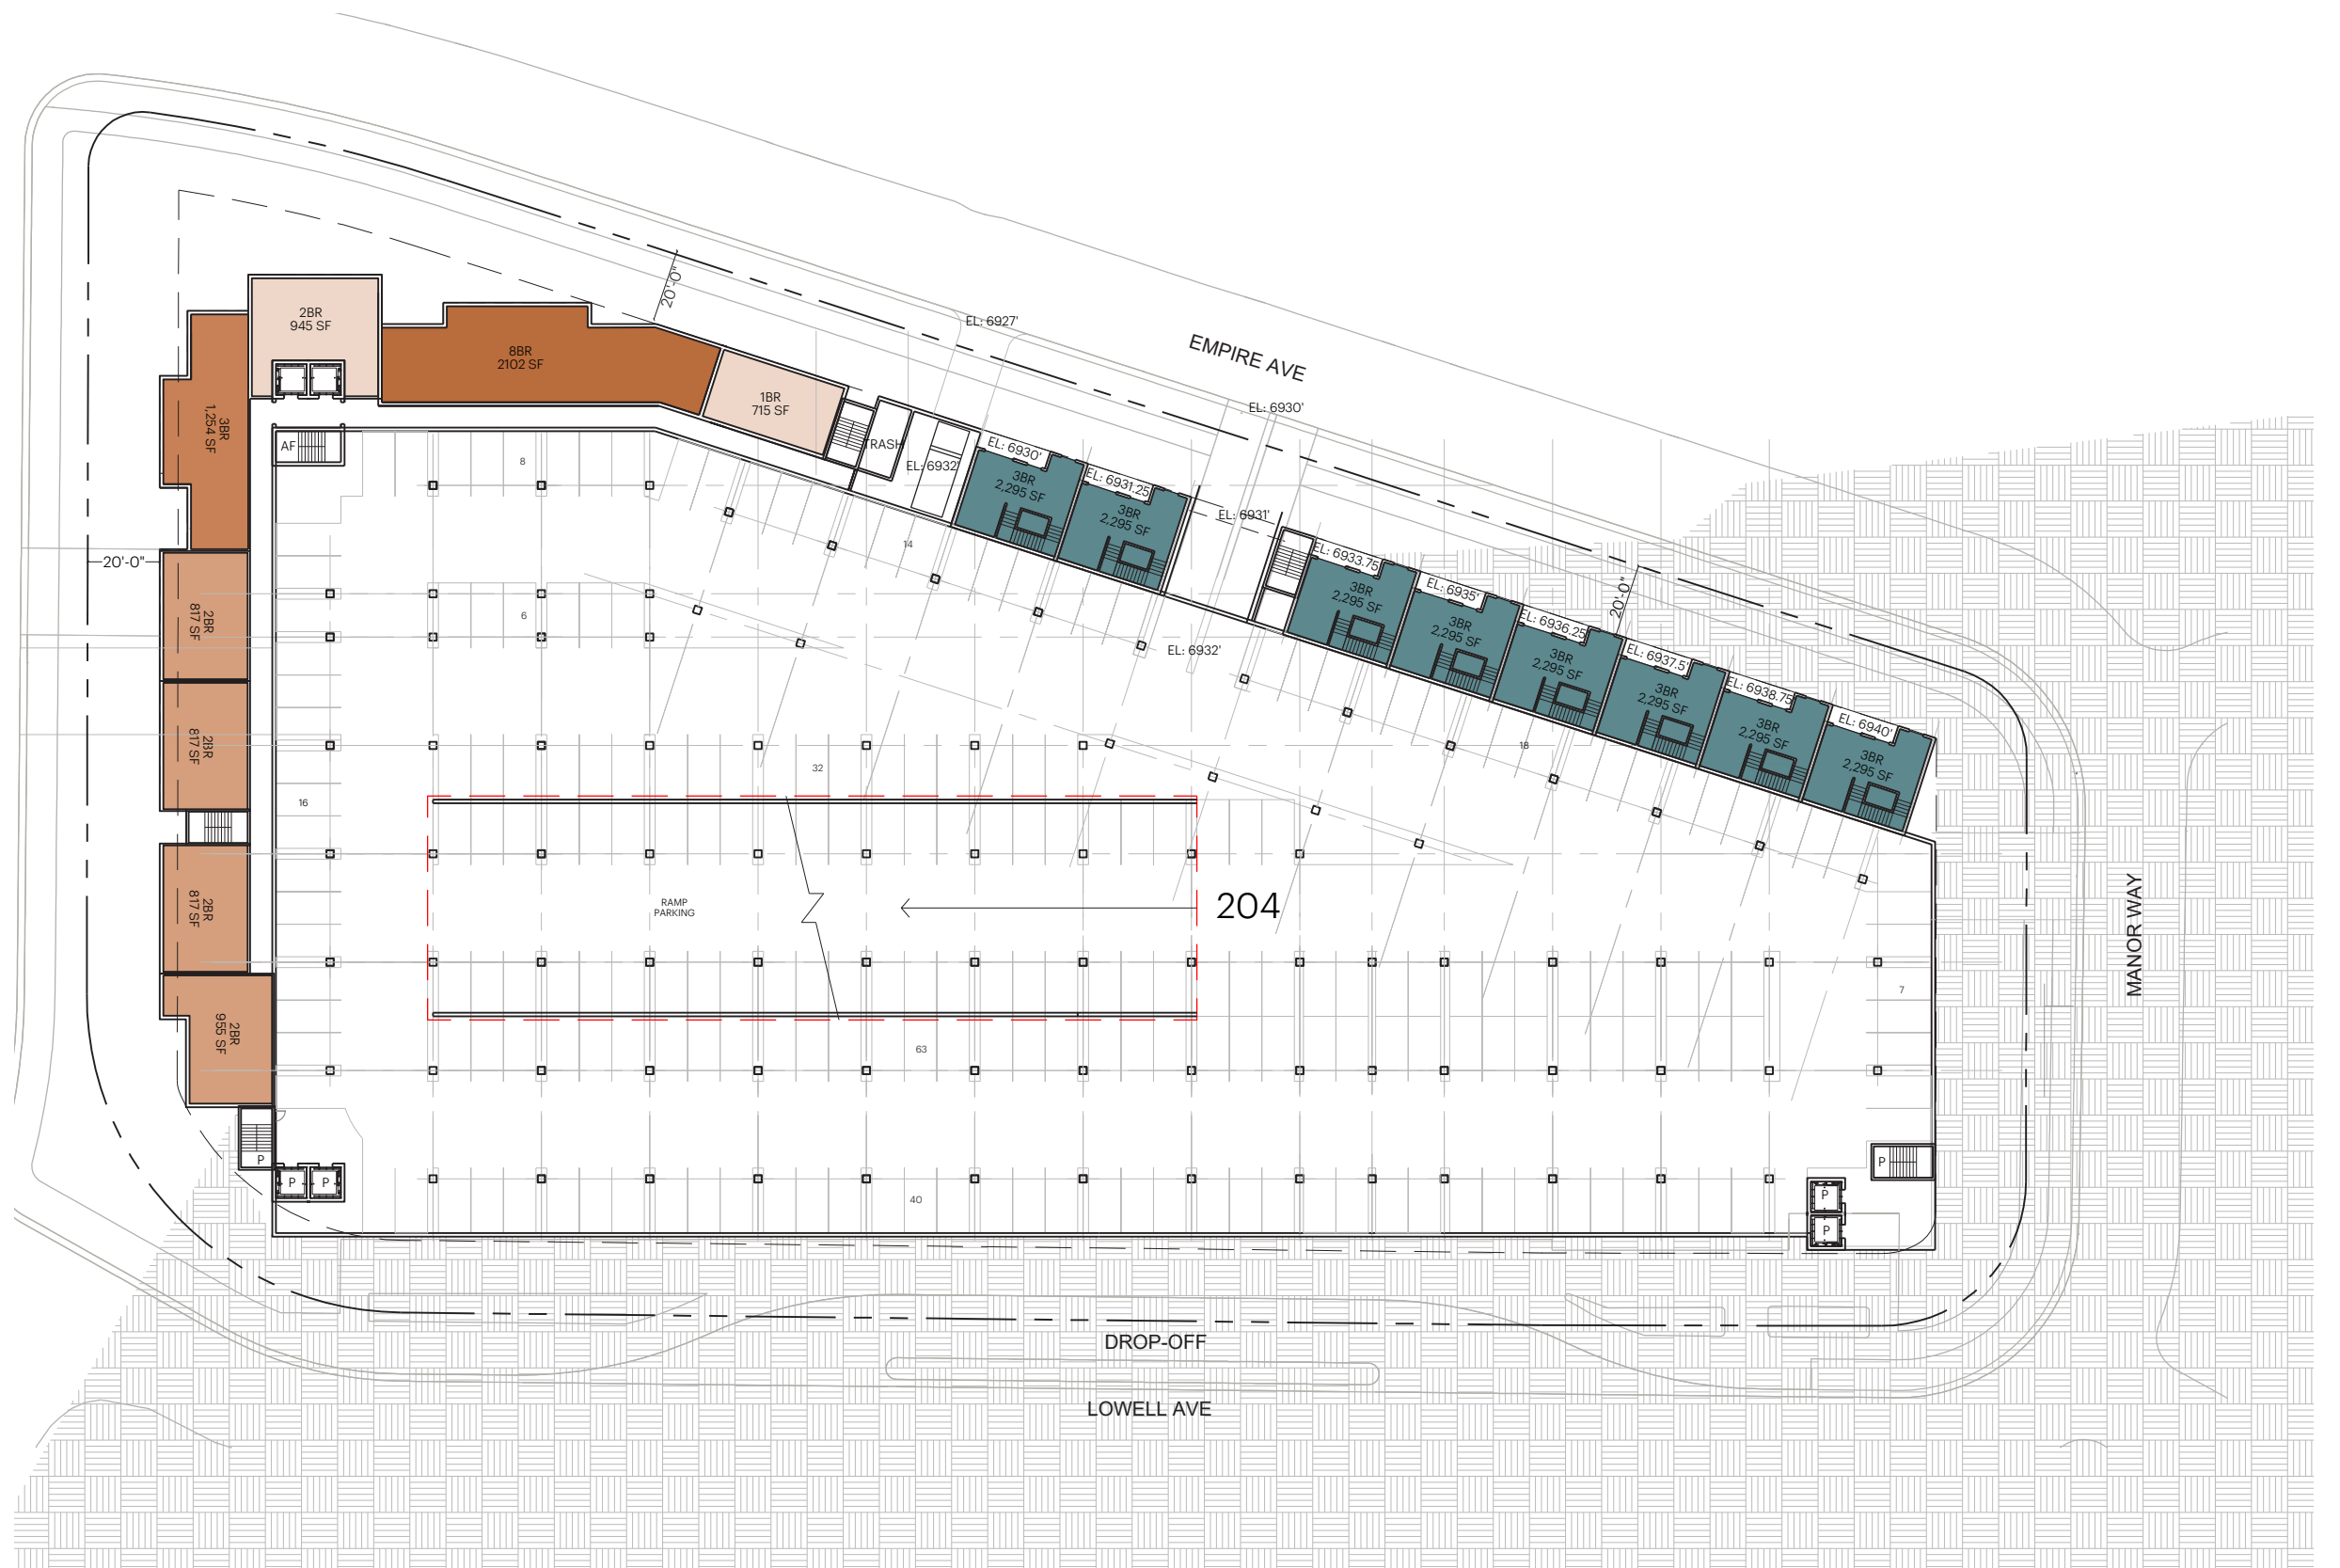 20'-0"
EL: 6927'
EMPIRE AVE
2BR
945 SF
8BR
2102 SF
1BR
715 SF
EL: 6930'
3BR
1,254 SF
TRASH
EL: 6932'
AF
8
EL: 6930'
3BR
2,295 SF
EL: 6931.25
3BR
2,295 SF
EL: 6931'
14
20'-0"
EL: 6933.75
3BR
2,295 SF
EL: 6935'
3BR
2,295 SF
EL: 6936.25
3BR
2,295 SF
20'-0"
EL: 6937.5'
3BR
2,295 SF
EL: 6938.75
3BR
2,295 SF
EL: 6940'
3BR
2,295 SF
2BR
817 SF
6
EL: 6932'
2BR
817 SF
18
32
16
2BR
817 SF
RAMP
PARKING
204
MANOR WAY
7
2BR
955 SF
63
P
P
P
P
P
P
40
DROP-OFF
LOWELL AVE